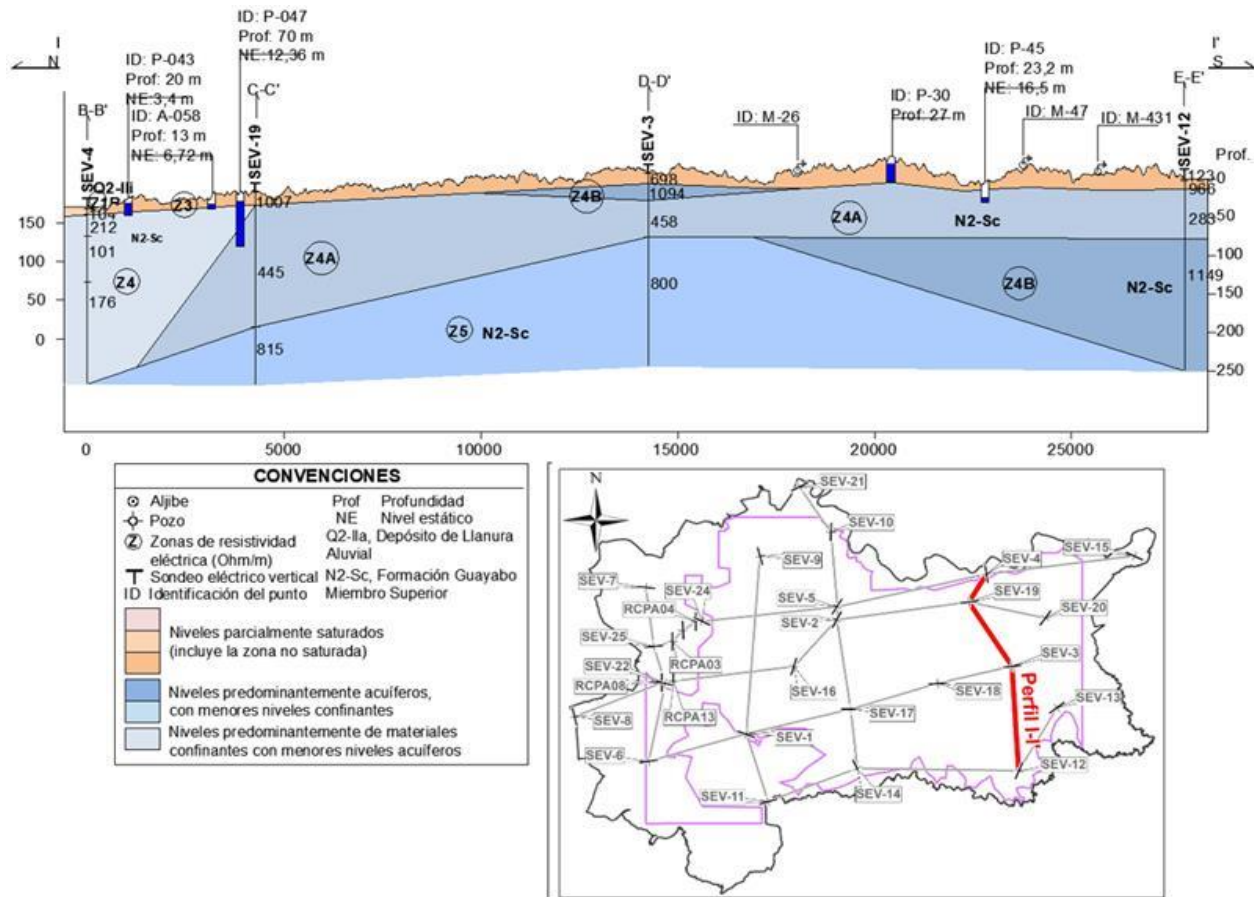 I
N
ID: P-043
Prof: 20 m
NE:3,4 m
ID: A-058
Prof: 13 m
NE: 6,72 m
ID: P-047
Prof: 70 m
NE:12,36 m
C-C'
B-B'
D-D'
ID: M-26
ID: P-30
Prof: 27 m
ID: P-45
Prof: 23,2 m
NE: 16,5 m
ID: M-47
ID: M-431
I'
S
E-E'
Prof.
SEV-4
SEV-19
SEV-3
SEV-12
Z3
1007
698
1094
458
800
Z4B
Z4A
N2-Sc
1230
966
283
1149
0
-50
-100
-150
-200
-250
150
100
50
0
212
101
176
N2-Sc
Z4
Z4A
445
815
Z5
N2-Sc
Z4B
N2-Sc
0
5000
10000
15000
20000
25000
CONVENCIONES
Aljibe
Pozo
Z Zonas de resistividad
eléctrica (Ohm/m)
Sondeo eléctrico vertical
ID Identificación del punto
Prof Profundidad
NE Nivel estático
Q2-lla, Depósito de Llanura
Aluvial
N2-Sc, Formación Guayabo
Miembro Superior
Niveles parcialmente saturados
(incluye la zona no saturada)
Niveles predominantemente acuíferos,
con menores niveles confinantes
Niveles predominantemente de materiales
confinantes con menores niveles acuíferos
N
SEV-21
SEV-10
SEV-15
SEV-4
SEV-9
SEV-7
SEV-24
SEV-19
RCPA04
SEV-5
SEV-20
SEV-2
SEV-25
SEV-3
SEV-22
RCPA03
RCPA08
SEV-16
SEV-18
SEV-13
SEV-8
RCPA13
SEV-17
SEV-1
SEV-6
SEV-12
SEV-11
SEV-14
Perfil I-I'